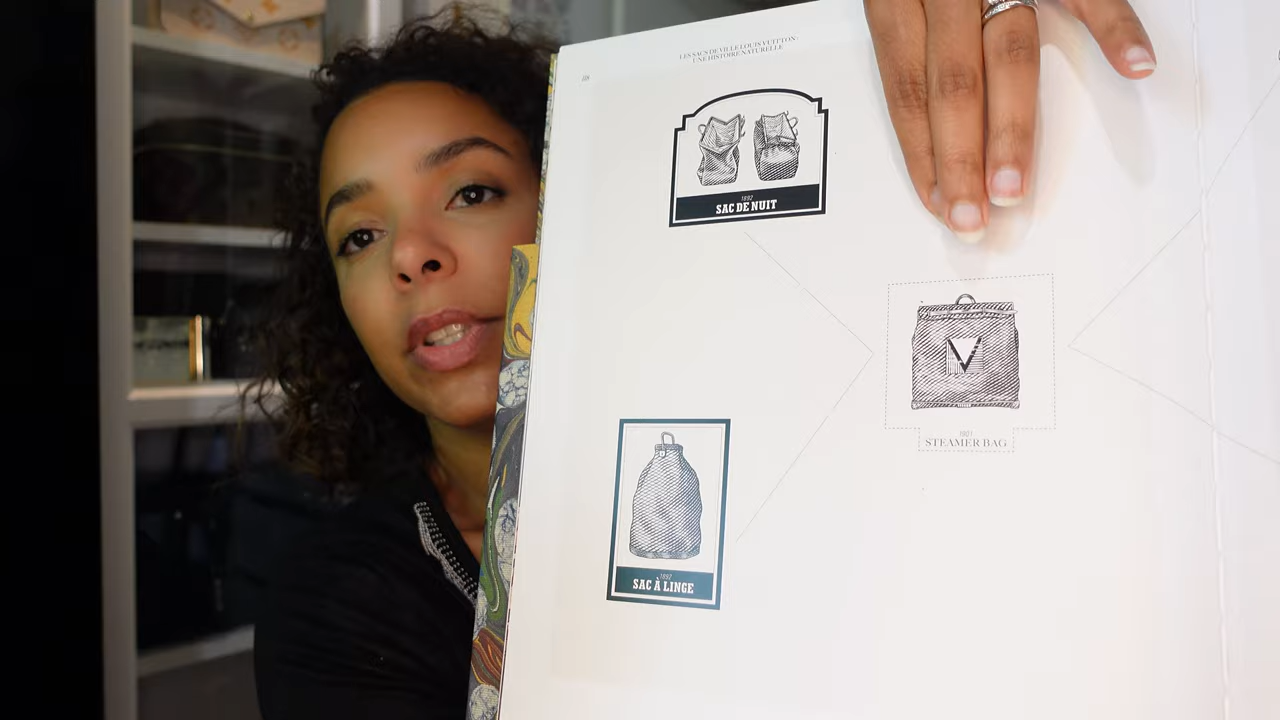 LES SACS DE VILLE LOUIS VUITTON:
UNE HISTOIRE NATURELLE
1892
SAC DE NUIT
V
1901
STEAMER BAG
1892
SAC À LINGE